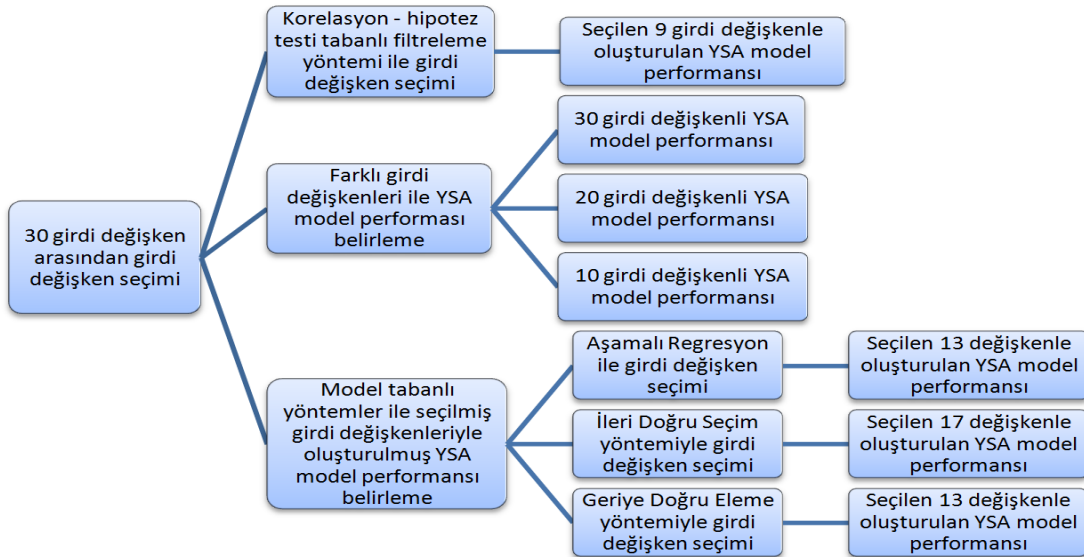 30 girdi değişken
arasından girdi
değişken seçimi
Korelasyon - hipotez
testi tabanlı filtreleme
yöntemi ile girdi
değişken seçimi
Seçilen 9 girdi değişkenle
oluşturulan YSA model
performansı
Farklı girdi
değişkenleri ile YSA
model performası
belirleme
30 girdi değişkenli YSA
model performansı
20 girdi değişkenli YSA
model performansı
10 girdi değişkenli YSA
model performansı
Model tabanlı
yöntemler ile seçilmiş
girdi değişkenleriyle
oluşturulmuş YSA
model performansı
belirleme
Aşamalı Regresyon
ile girdi değişken
seçimi
Seçilen 13 değişkenle
oluşturulan YSA model
performansı
İleri Doğru Seçim
yöntemiyle girdi
değişken seçimi
Seçilen 17 değişkenle
oluşturulan YSA model
performansı
Geriye Doğru Eleme
yöntemiyle girdi
değişken seçimi
Seçilen 13 değişkenle
oluşturulan YSA model
performansı